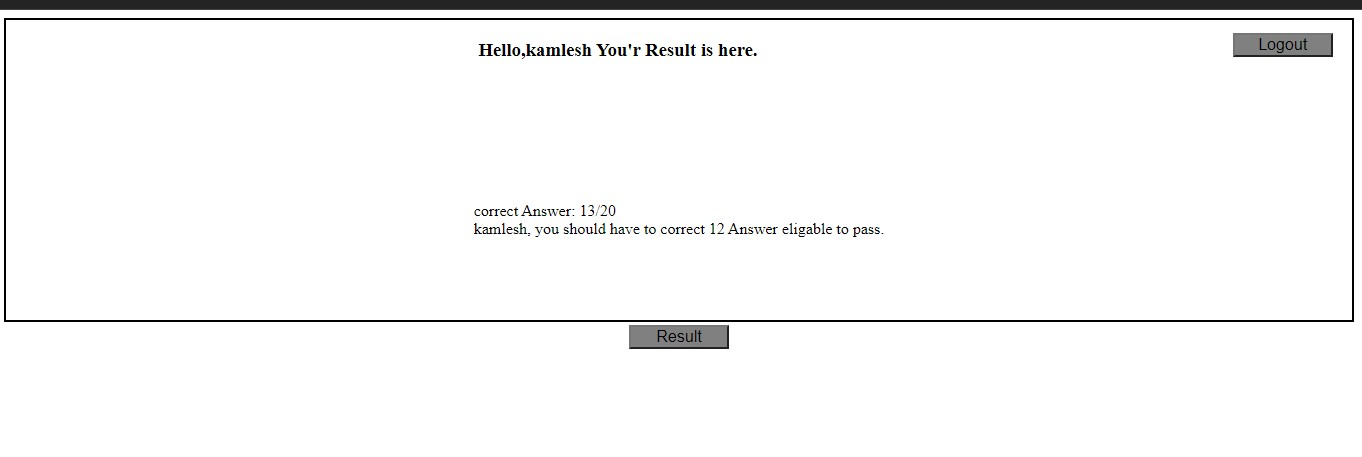 Hello,kamlesh You'r Result is here.
Logout
correct Answer: 13/20
kamlesh, you should have to correct 12 Answer eligable to pass.
Result